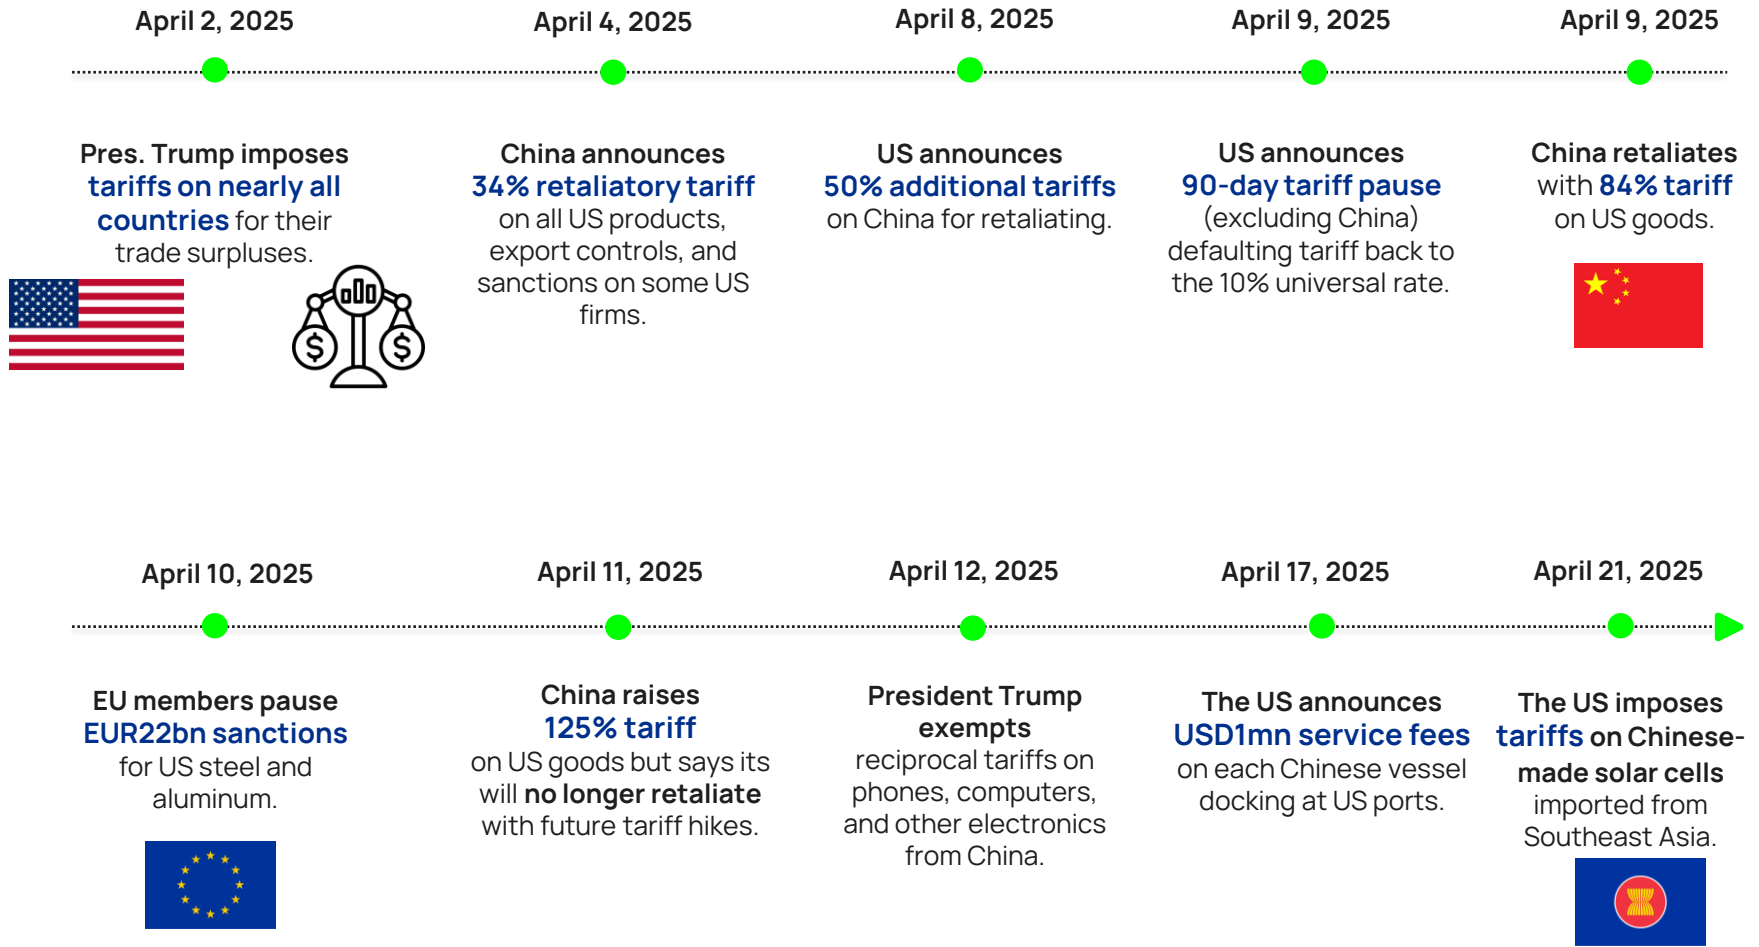 April 2, 2025
Pres. Trump imposes
tariffs on nearly all
countries for their
trade surpluses.
$ $
April 4, 2025
China announces
34% retaliatory tariff
on all US products,
export controls, and
sanctions on some US
firms.
April 8, 2025
US announces
50% additional tariffs
on China for retaliating.
April 9, 2025
US announces
90-day tariff pause
(excluding China)
defaulting tariff back to
the 10% universal rate.
April 9, 2025
China retaliates
with 84% tariff
on US goods.
April 10, 2025
EU members pause
EUR22bn sanctions
for US steel and
aluminum.
April 11, 2025
China raises
125% tariff
on US goods but says its
will no longer retaliate
with future tariff hikes.
April 12, 2025
President Trump
exempts
reciprocal tariffs on
phones, computers,
and other electronics
from China.
April 17, 2025
The US announces
USD1mn service fees
on each Chinese vessel
docking at US ports.
April 21, 2025
The US imposes
tariffs on Chinese-
made solar cells
imported from
Southeast Asia.